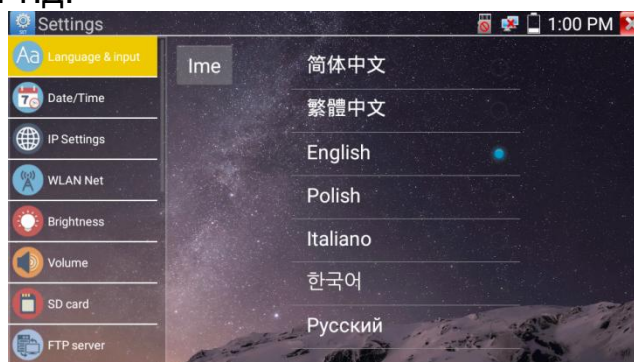 Settings
1:00 PM
Aa Language & input
Date/Time
IP Settings
WLAN Net
Brightness
Volume
SD card
FTP server
Ime
简体中文
繁體中文
English
Polish
Italiano
한국어
Русский